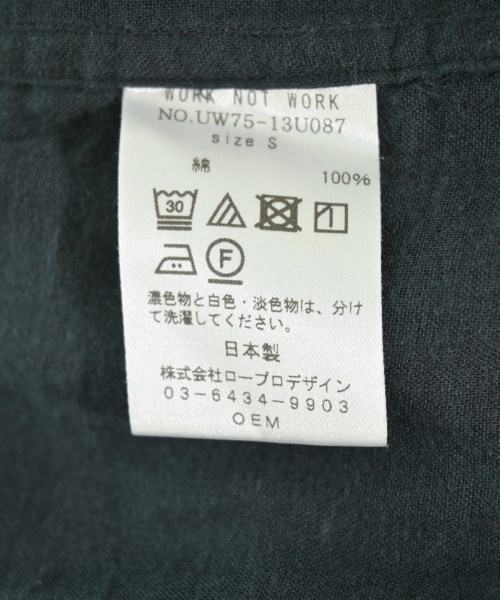 WORK NOT WORK
NO.UW75-13U087
size S
綿 100%
30
F
濃色物と白色・淡色物は、分け
て洗濯してください。
日本製
株式会社ロープロデザイン
03-6434-9903
OEM